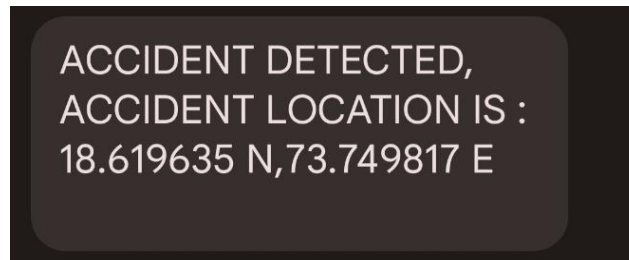 ACCIDENT DETECTED,
ACCIDENT LOCATION IS :
18.619635 N,73.749817 E